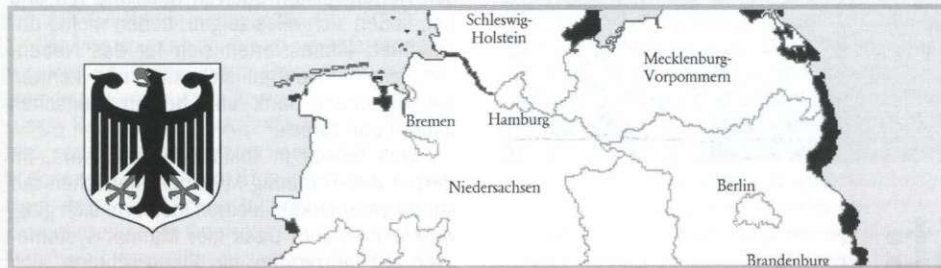 Schleswig-
Holstein
Mecklenburg-
Vorpommern
Bremen
Hamburg
Niedersachsen
Berlin
Brandenburg